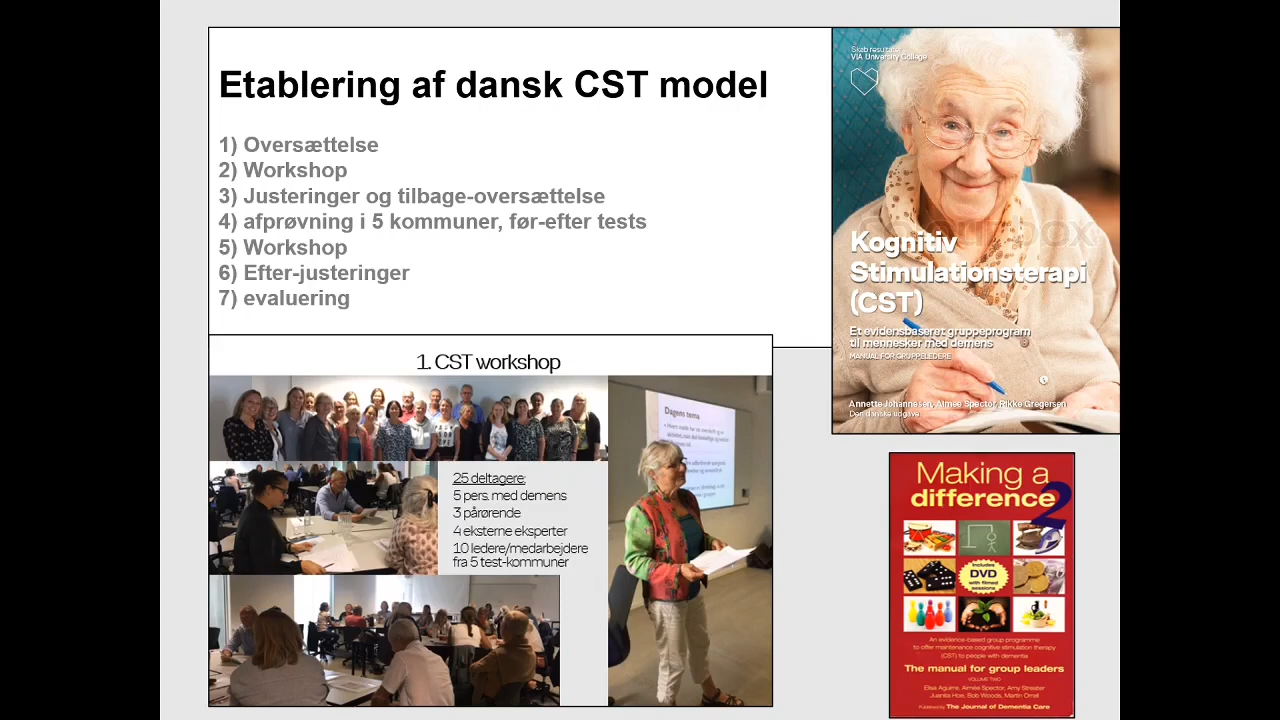 Etablering af dansk CST model
1) Oversættelse
2) Workshop
3) Justeringer og tilbage-oversættelse
4) afprøvning i 5 kommuner, før-efter tests
5) Workshop
6) Efter-justeringer
7) evaluering
1. CST workshop
25 deltagere:
5 pers. med demens
3 pårørende
4 eksterne eksperter
10 ledere/medarbejdere
fra 5 test-kommuner
Dagens tema
Skab resultater
VIA University College
Kognitiv
Stimulationsterapi
(CST)
Et evidensbaseret gruppeprogram
til mennesker med demens
MANUAL FOR GRUPPELEDERE
Annette Johannesen, Aimee Spector, Rikke Gregersen
Den danske udgave
Making a
difference 2
Includes
DVD
with filmed
sessions
An evidence-based group programme
to offer maintenance cognitive stimulation therapy
(CST) to people with dementia
The manual for group leaders
VOLUME TWO
Elisa Aguirre, Aimée Spector, Amy Streater
Juanita Hoe, Bob Woods, Martin Orrell
Published by The Journal of Dementia Care